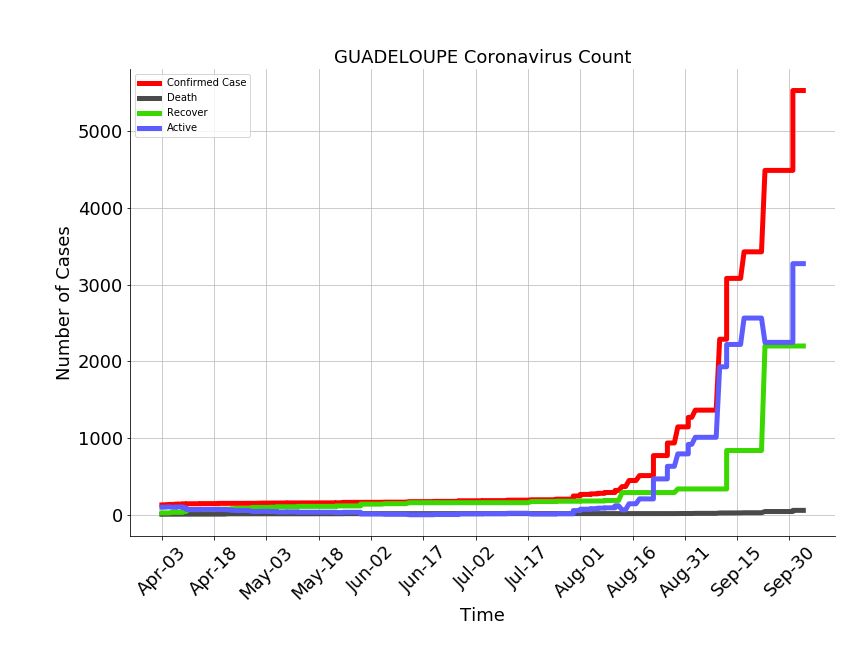 GUADELOUPE Coronavirus Count
Confirmed Case
Death
Recover
Active
Number of Cases
5000
4000
3000
2000
1000
0
Apr-03
Apr-18
May-03
May-18
Jun-02
Jun-17
Jul-02
Jul-17
Aug-01
Aug-16
Aug-31
Sep-15
Sep-30
Time